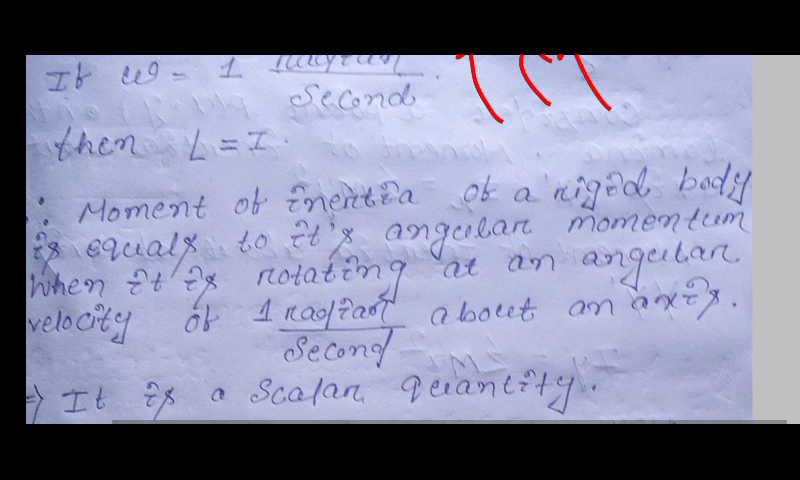 If ω = 1 radian/Second.
then L = I.
∴ Moment of inertia of a rigid body
is equals to it's angular momentum
when it is rotating at an angular
velocity of 1 radian/Second about an axis.
⇒ It is a Scalar quantity.